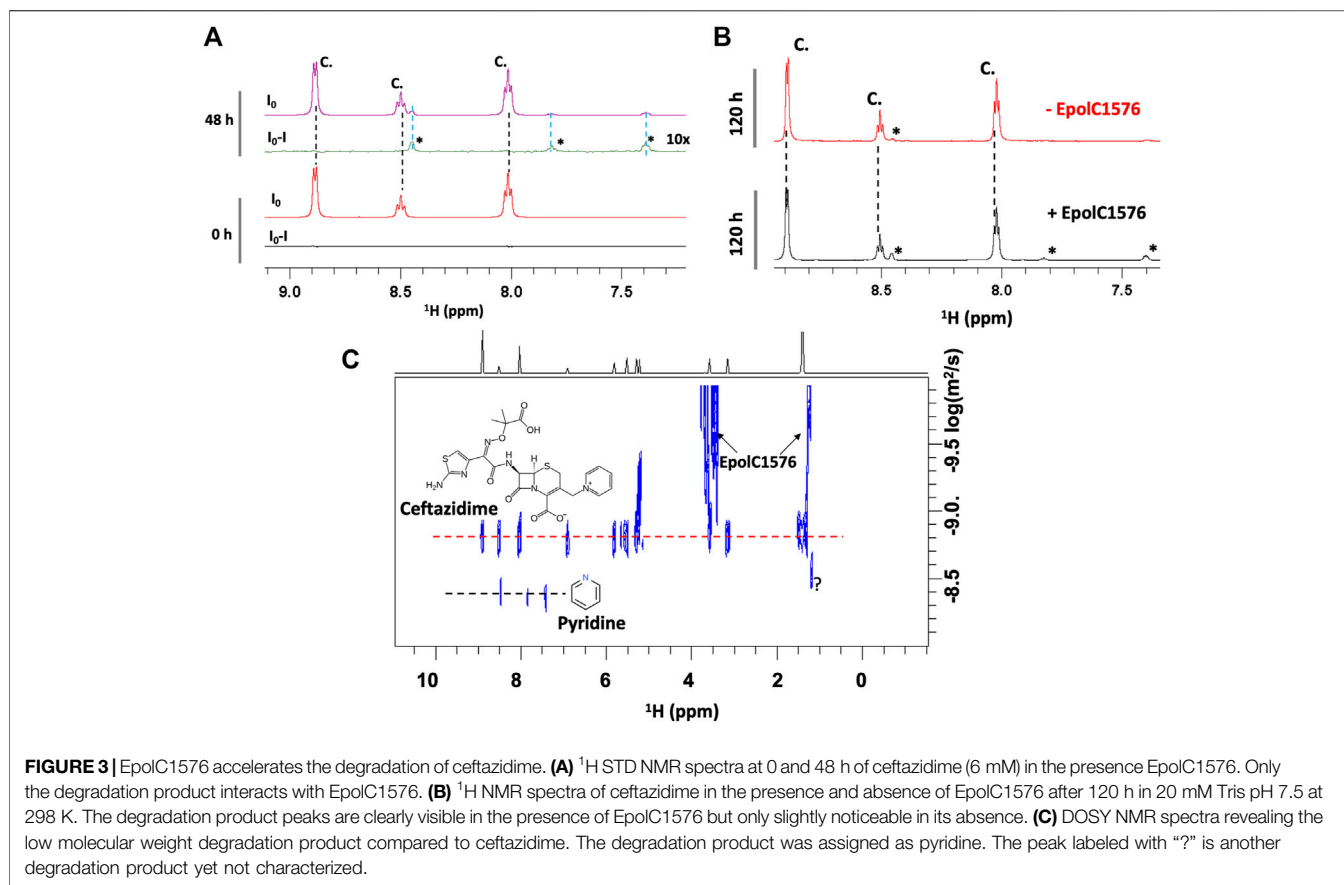 A
C.
C.
C.
48 h
I₀
I₀-I
*
*
*
10x
0 h
I₀
I₀-I
9.0 8.5 8.0 7.5
¹H (ppm)
B
C.
C.
C.
120 h
*
- EpolC1576
120 h
+ EpolC1576
*
*
*
8.5 8.0 7.5
¹H (ppm)
C
O
OH
O
N
S
N
H₂N
O
H
N
H
S
O
N
N⁺
O
O⁻
Ceftazidime
EpolC1576
N
Pyridine
?
-9.5 log(m²/s)
-9.0.
-8.5
10 8 6 4 2 0
¹H (ppm)
FIGURE 3 | EpolC1576 accelerates the degradation of ceftazidime. (A) ¹H STD NMR spectra at 0 and 48 h of ceftazidime (6 mM) in the presence EpolC1576. Only
the degradation product interacts with EpolC1576. (B) ¹H NMR spectra of ceftazidime in the presence and absence of EpolC1576 after 120 h in 20 mM Tris pH 7.5 at
298 K. The degradation product peaks are clearly visible in the presence of EpolC1576 but only slightly noticeable in its absence. (C) DOSY NMR spectra revealing the
low molecular weight degradation product compared to ceftazidime. The degradation product was assigned as pyridine. The peak labeled with “?” is another
degradation product yet not characterized.